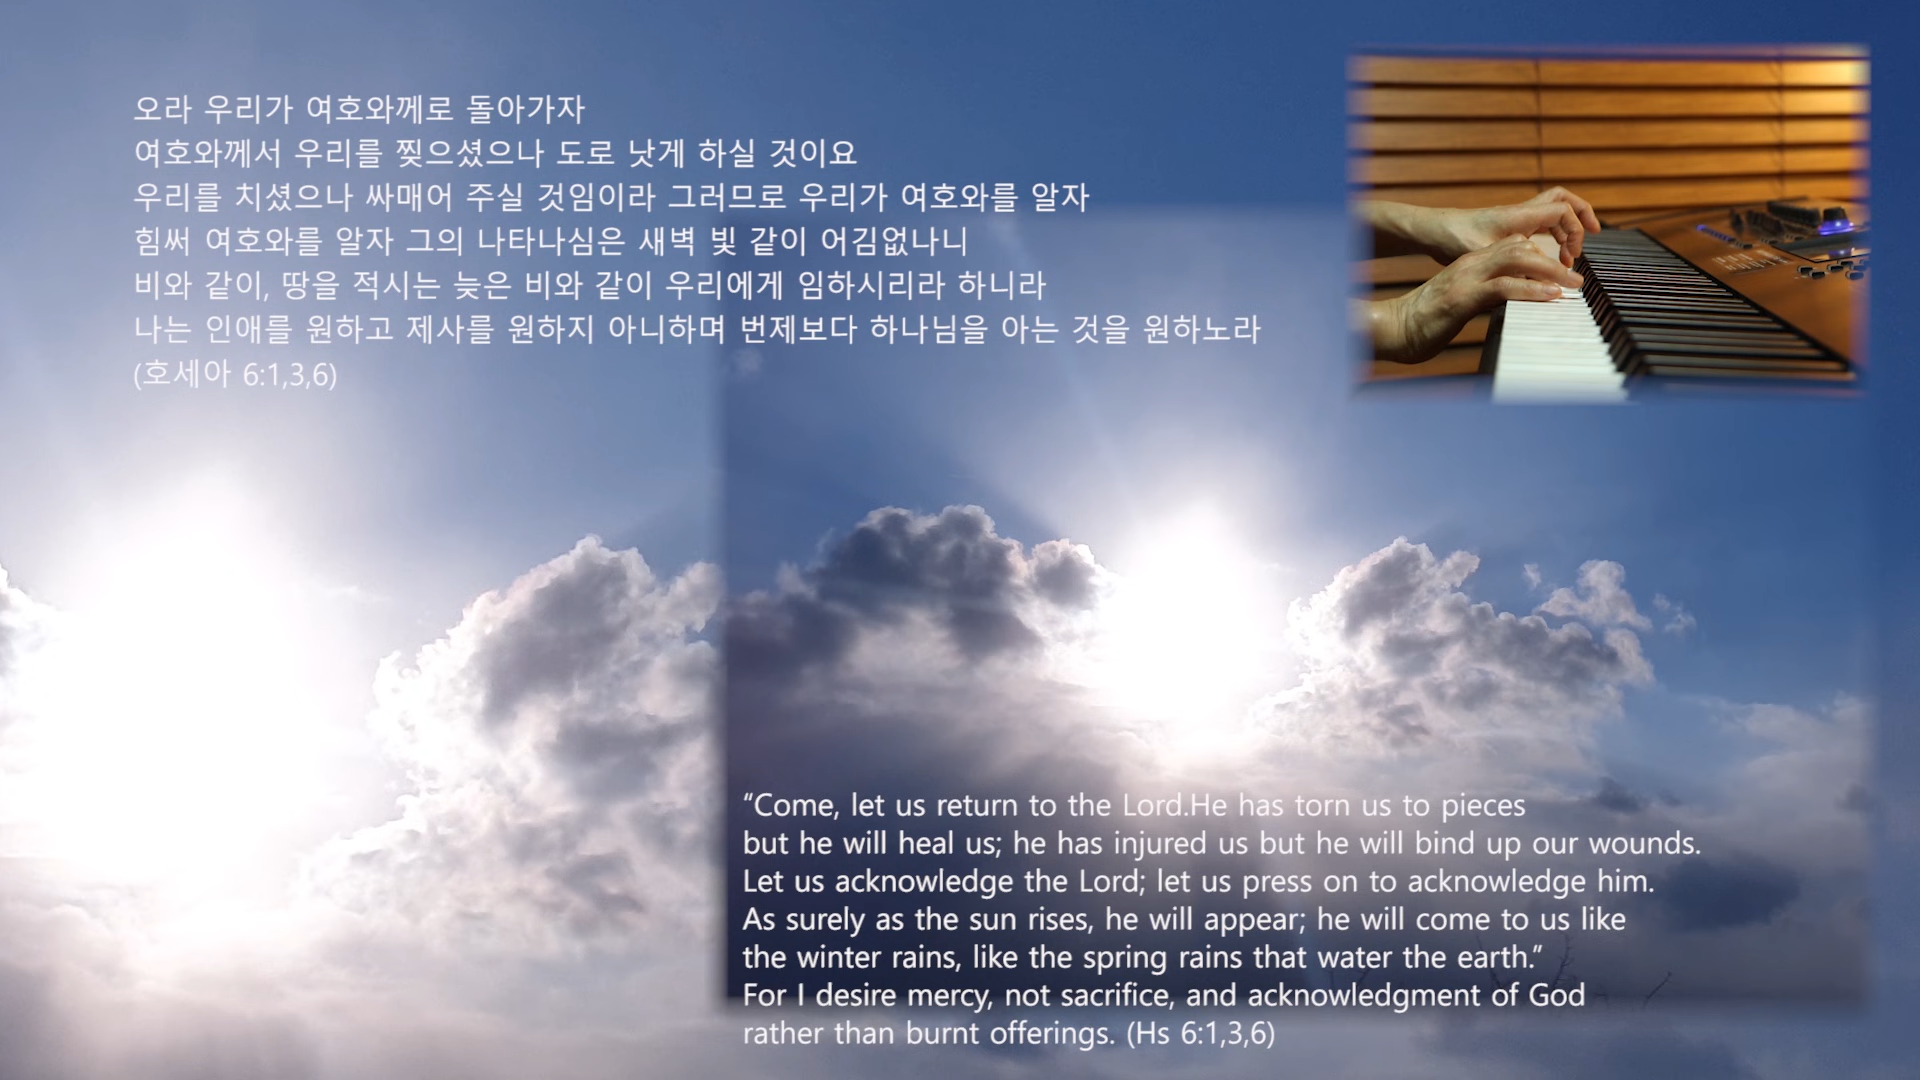 오라 우리가 여호와께로 돌아가자
여호와께서 우리를 찢으셨으나 도로 낫게 하실 것이요
우리를 치셨으나 싸매어 주실 것임이라 그러므로 우리가 여호와를 알자
힘써 여호와를 알자 그의 나타나심은 새벽 빛 같이 어김없나니
비와 같이, 땅을 적시는 늦은 비와 같이 우리에게 임하시리라 하니라
나는 인애를 원하고 제사를 원하지 아니하며 번제보다 하나님을 아는 것을 원하노라
(호세아 6:1,3,6)
“Come, let us return to the Lord.He has torn us to pieces
but he will heal us; he has injured us but he will bind up our wounds.
Let us acknowledge the Lord; let us press on to acknowledge him.
As surely as the sun rises, he will appear; he will come to us like
the winter rains, like the spring rains that water the earth.”
For I desire mercy, not sacrifice, and acknowledgment of God
rather than burnt offerings. (Hs 6:1,3,6)